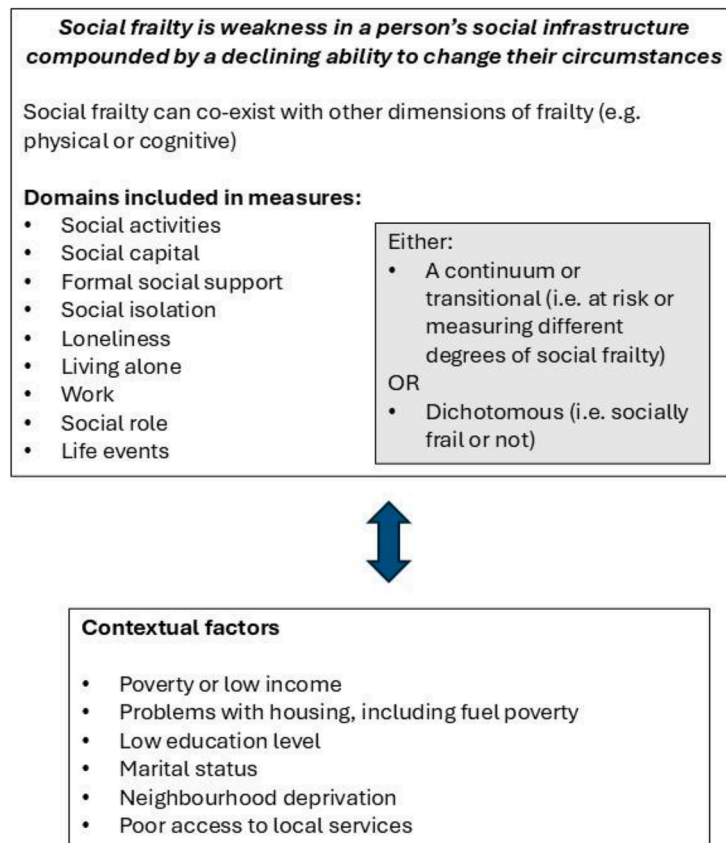 Social frailty is weakness in a person’s social infrastructure
compounded by a declining ability to change their circumstances
Social frailty can co-exist with other dimensions of frailty (e.g.
physical or cognitive)
Domains included in measures:
• Social activities
• Social capital
• Formal social support
• Social isolation
• Loneliness
• Living alone
• Work
• Social role
• Life events
Either:
• A continuum or
transitional (i.e. at risk or
measuring different
degrees of social frailty)
OR
• Dichotomous (i.e. socially
frail or not)
Contextual factors
• Poverty or low income
• Problems with housing, including fuel poverty
• Low education level
• Marital status
• Neighbourhood deprivation
• Poor access to local services